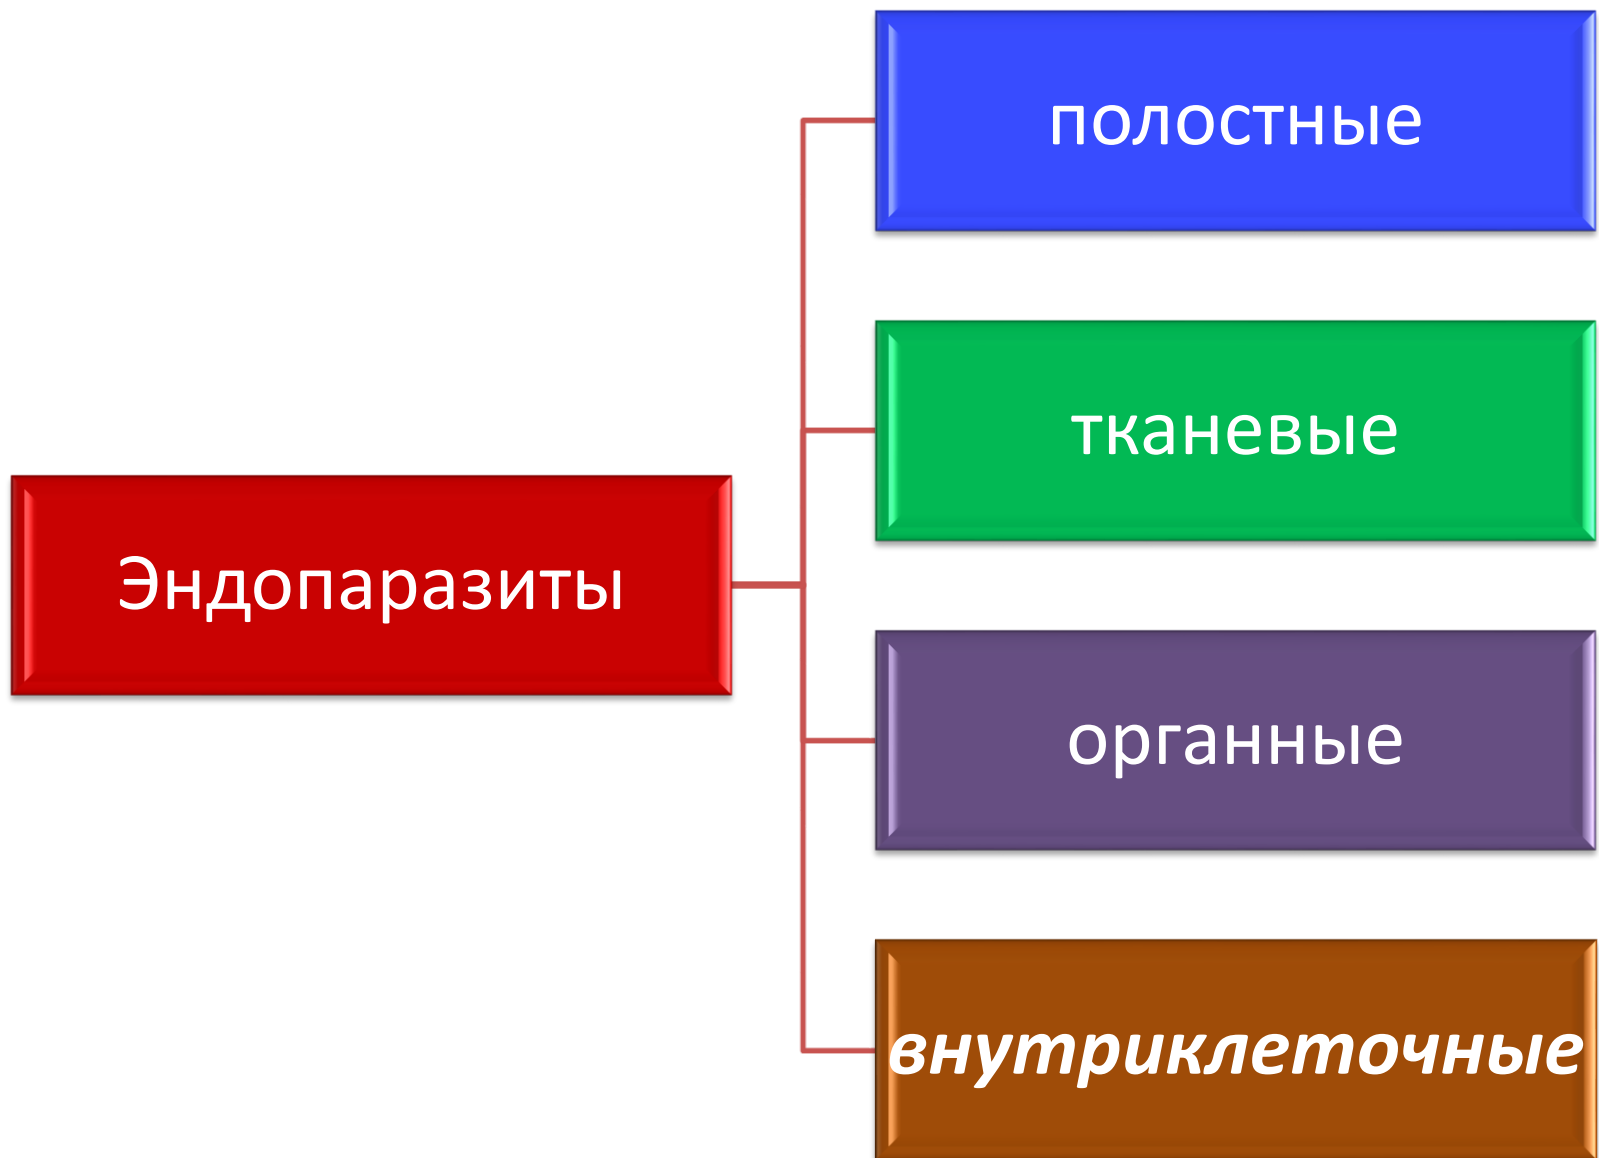 полостные
тканевые
Эндопаразиты
органные
внутриклеточные